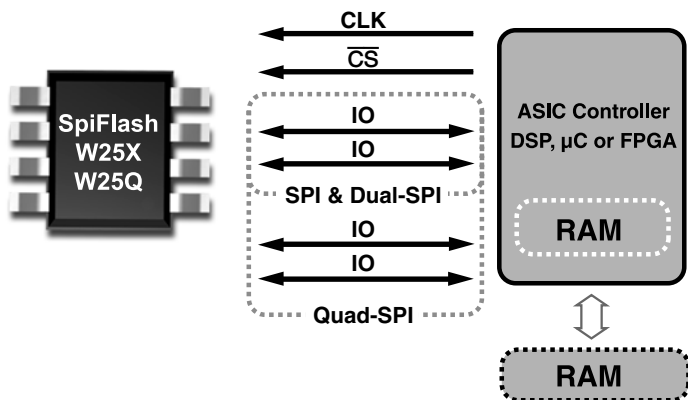 SpiFlash
W25X
W25Q
CLK
C̅S̅
IO
IO
SPI & Dual-SPI
IO
IO
Quad-SPI
ASIC Controller
DSP, µC or FPGA
RAM
RAM